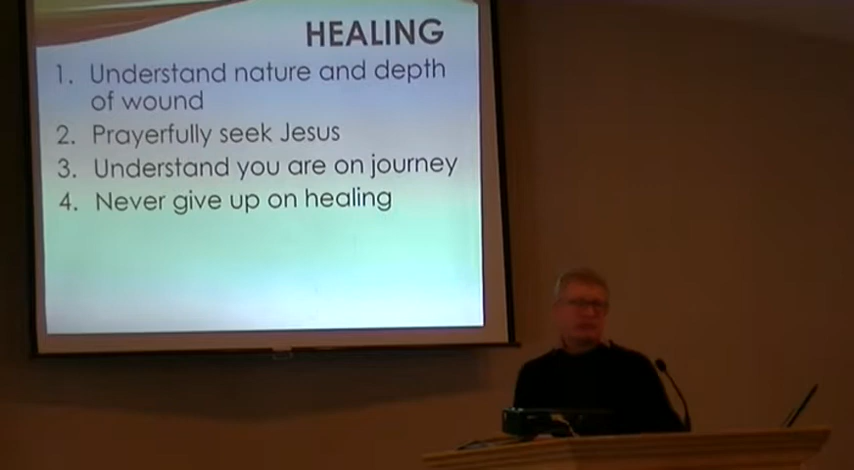 HEALING
1. Understand nature and depth
of wound
2. Prayerfully seek Jesus
3. Understand you are on journey
4. Never give up on healing